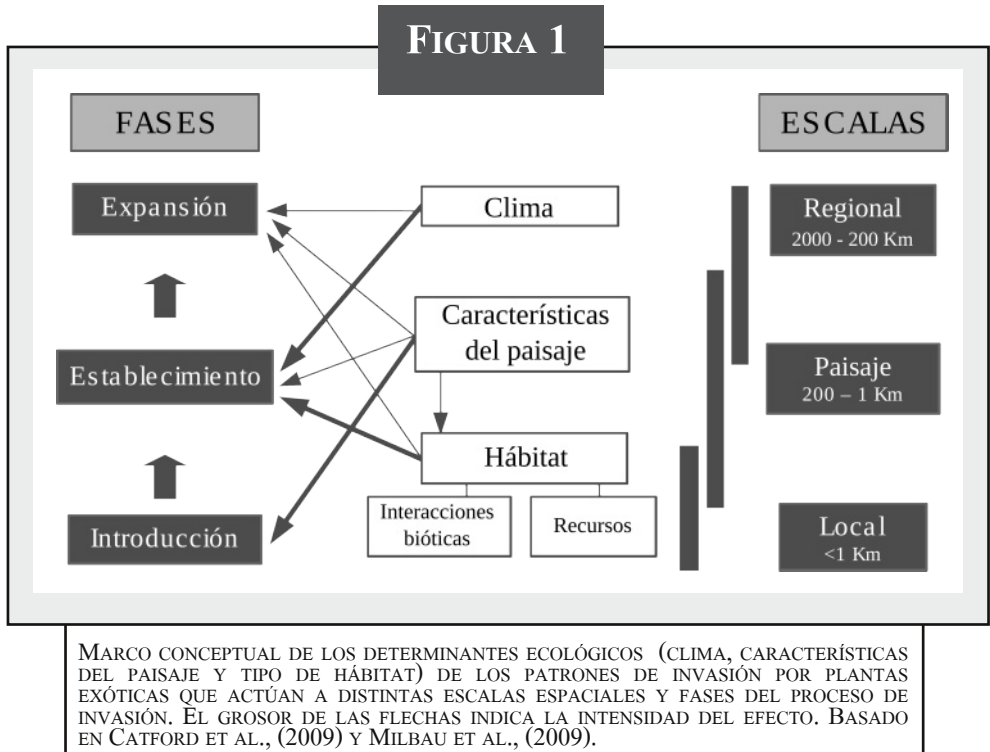 FIGURA 1
FASES
ESCALAS
Expansión
Clima
Regional
2000 - 200 Km
Características
del paisaje
Establecimiento
Paisaje
200 – 1 Km
Hábitat
Interacciones
bióticas
Recursos
Introducción
Local
<1 Km
MARCO CONCEPTUAL DE LOS DETERMINANTES ECOLÓGICOS (CLIMA, CARACTERÍSTICAS
DEL PAISAJE Y TIPO DE HÁBITAT) DE LOS PATRONES DE INVASIÓN POR PLANTAS
EXÓTICAS QUE ACTÚAN A DISTINTAS ESCALAS ESPACIALES Y FASES DEL PROCESO DE
INVASIÓN. EL GROSOR DE LAS FLECHAS INDICA LA INTENSIDAD DEL EFECTO. BASADO
EN CATFORD ET AL., (2009) Y MILBAU ET AL., (2009).